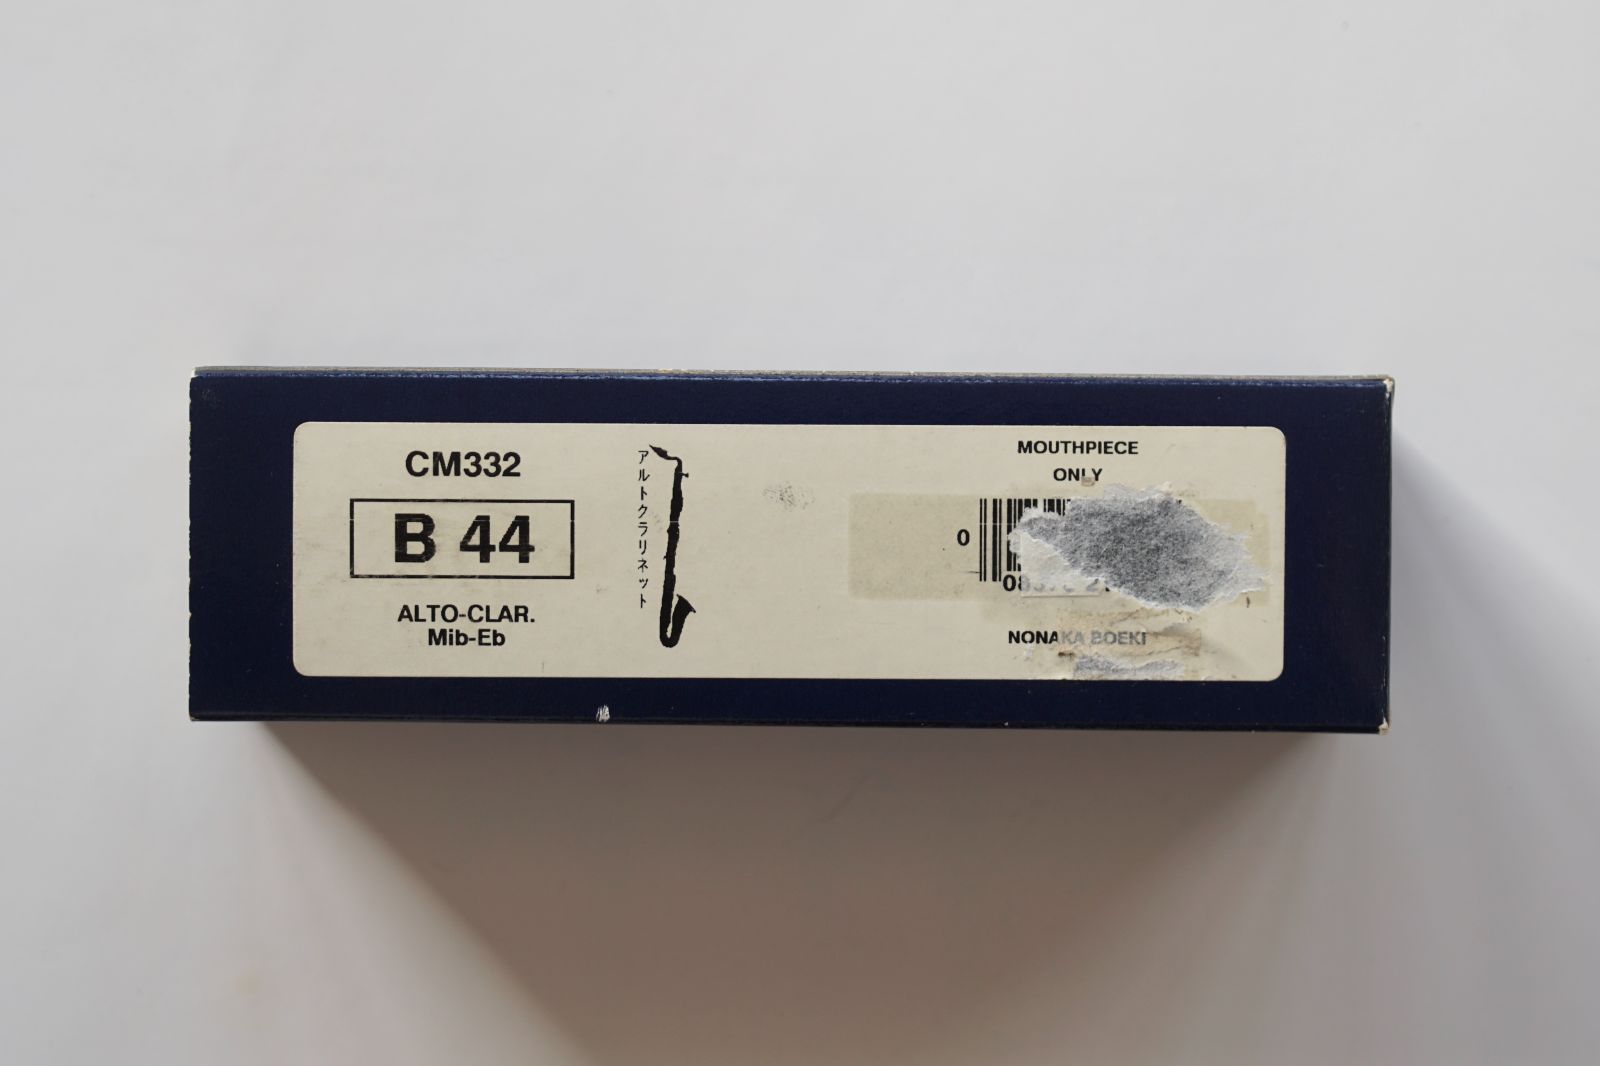 CM332
B 44
ALTO-CLAR.
Mib-Eb
アルトクラリネット
MOUTHPIECE
ONLY
0
NONAKA BOEKI